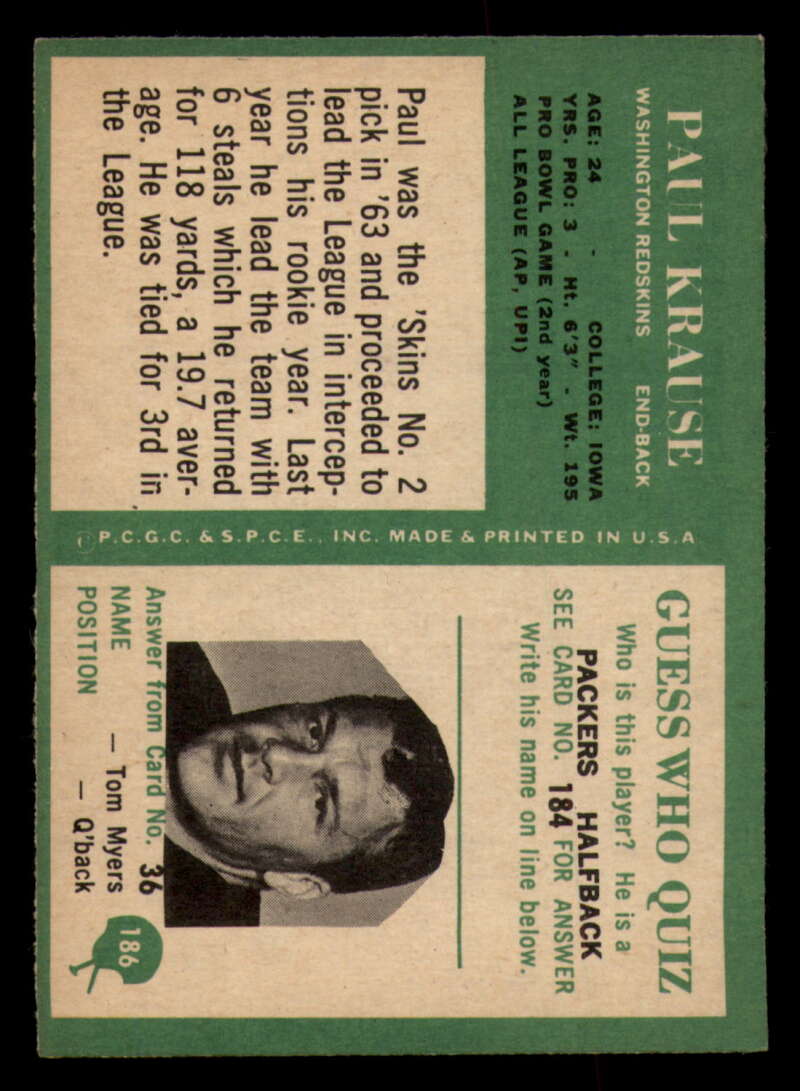 PAUL KRAUSE
WASHINGTON REDSKINS END-BACK
AGE: 24 - COLLEGE: IOWA
YRS. PRO: 3 - Ht. 6'3" - Wt. 195
PRO BOWL GAME (2nd year)
ALL LEAGUE (AP, UPI)
Paul was the 'Skins No. 2
pick in '63 and proceeded to
lead the League in intercep-
tions his rookie year. Last
year he lead the team with
6 steals which he returned
for 118 yards, a 19.7 aver-
age. He was tied for 3rd in
the League.
© P.C.G.C. & S.P.C.E., INC. MADE & PRINTED IN U.S.A
GUESS WHO QUIZ
Who is this player? He is a
PACKERS HALFBACK
SEE CARD NO. 184 FOR ANSWER
Write his name on line below.
Answer from Card No. 36
NAME — Tom Myers
POSITION — Q'back
186